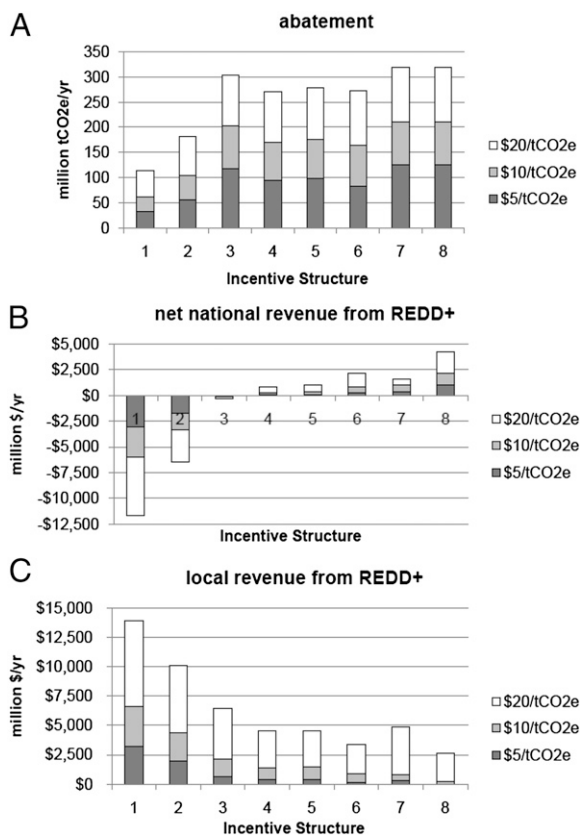 A
abatement
350
300
250
200
150
100
50
0
million tCO2e/yr
1 2 3 4 5 6 7 8
Incentive Structure
$20/tCO2e
$10/tCO2e
$5/tCO2e
B
net national revenue from REDD+
$5,000
$2,500
$0
-$2,500
-$5,000
-$7,500
-$10,000
-$12,500
million $/yr
1 2 3 4 5 6 7 8
Incentive Structure
$20/tCO2e
$10/tCO2e
$5/tCO2e
C
local revenue from REDD+
$15,000
$12,500
$10,000
$7,500
$5,000
$2,500
$0
million $/yr
1 2 3 4 5 6 7 8
Incentive Structure
$20/tCO2e
$10/tCO2e
$5/tCO2e